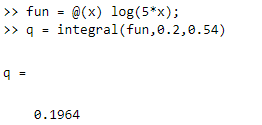 >> fun = @(x) log(5*x);
>> q = integral(fun,0.2,0.54)
q =
0.1964